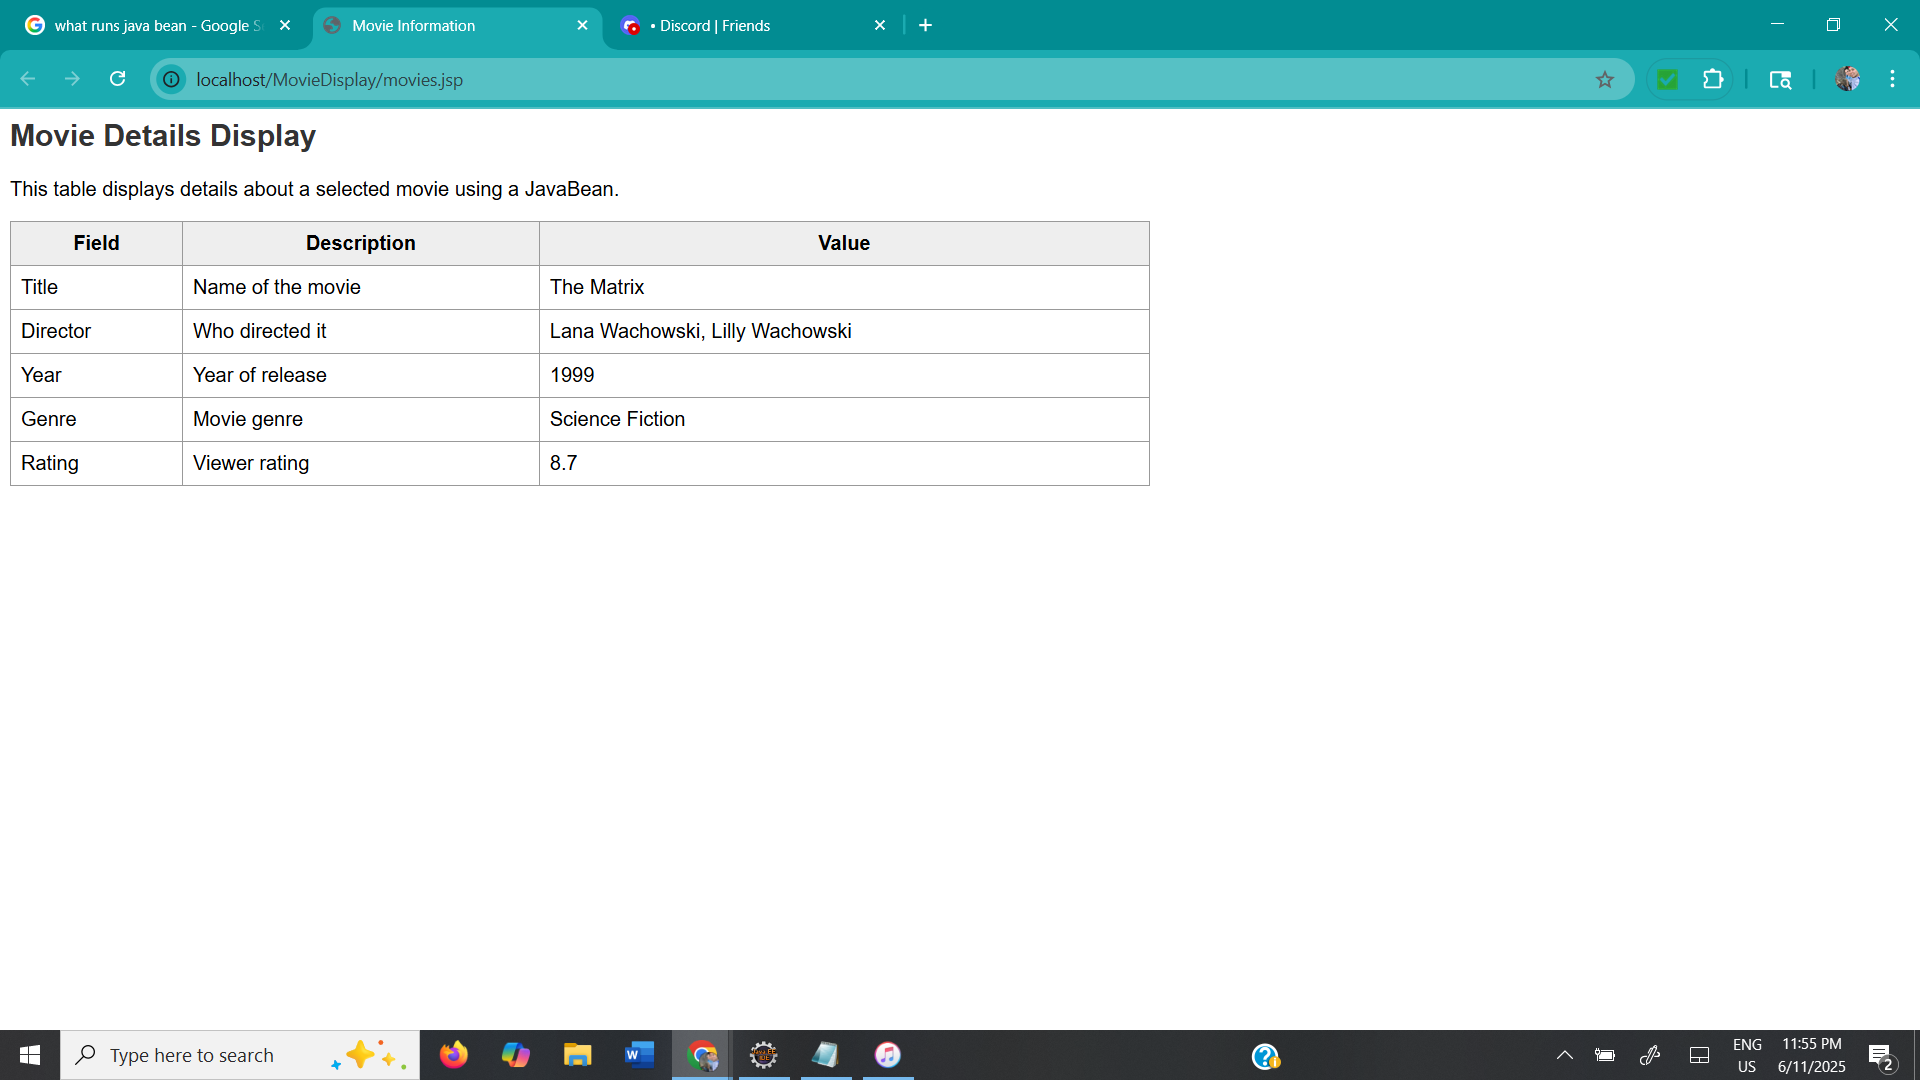 what runs java bean - Google S
Movie Information
• Discord | Friends
localhost/MovieDisplay/movies.jsp
Movie Details Display
This table displays details about a selected movie using a JavaBean.
Field Description Value
Title Name of the movie The Matrix
Director Who directed it Lana Wachowski, Lilly Wachowski
Year Year of release 1999
Genre Movie genre Science Fiction
Rating Viewer rating 8.7
Type here to search
ENG
US
11:55 PM
6/11/2025
2